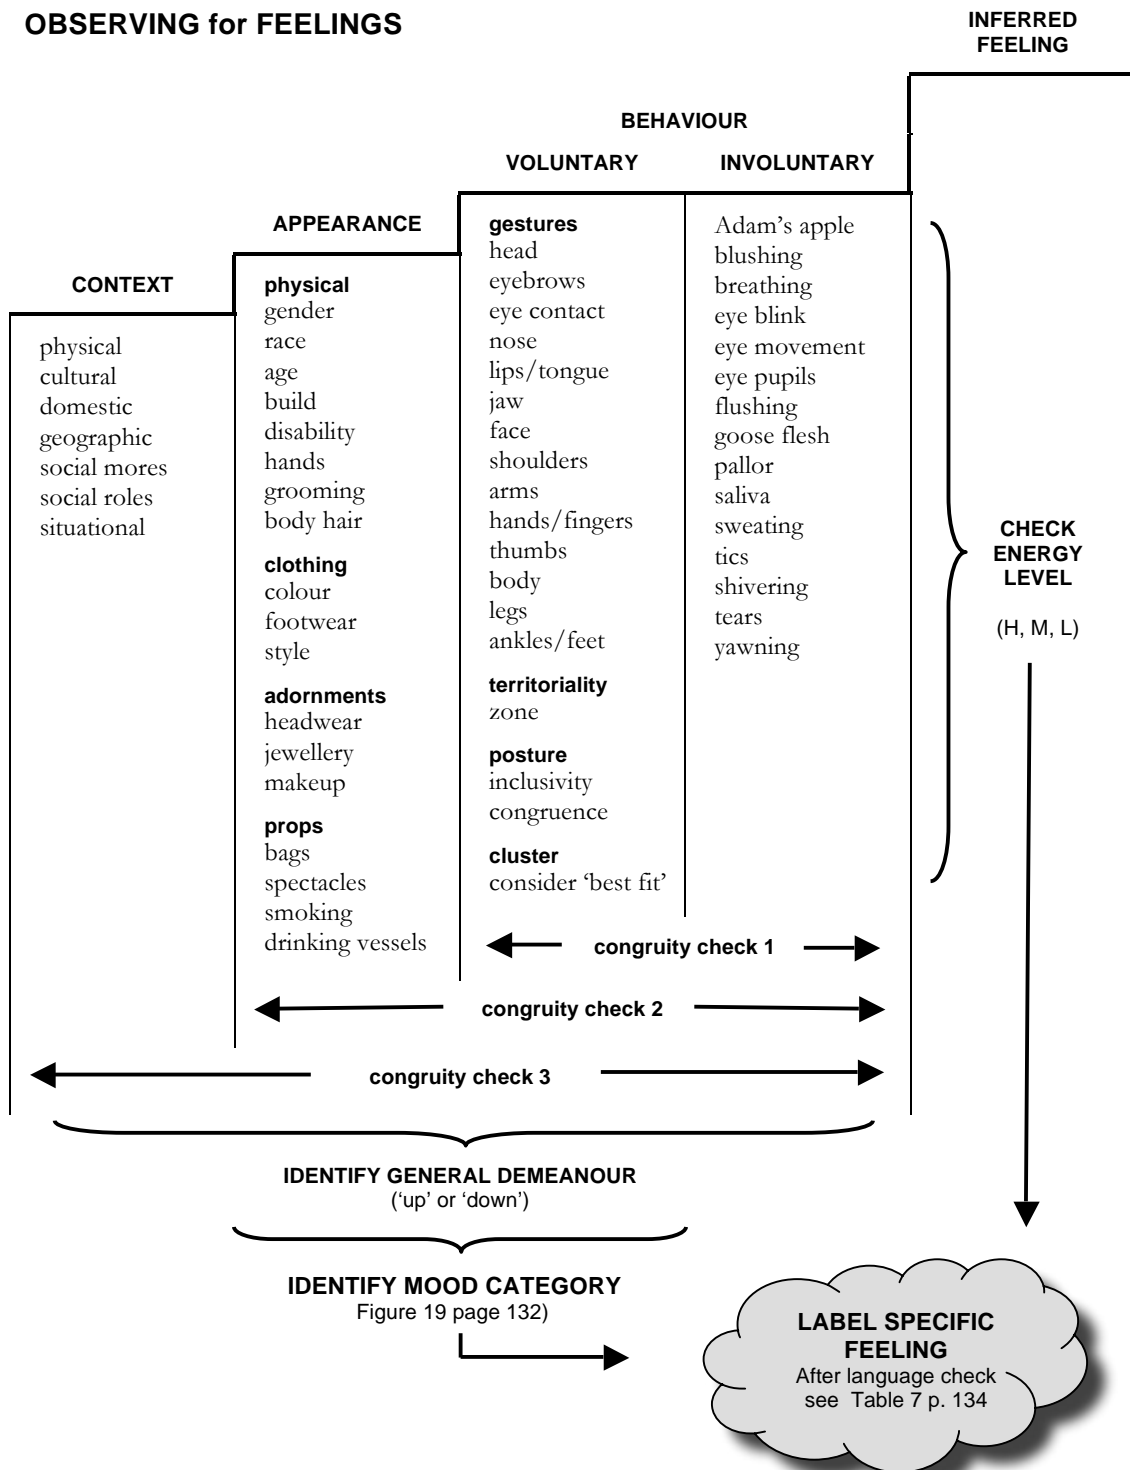 OBSERVING for FEELINGS
INFERRED
FEELING
BEHAVIOUR
VOLUNTARY
INVOLUNTARY
APPEARANCE
CONTEXT
physical
cultural
domestic
geographic
social mores
social roles
situational
physical
gender
race
age
build
disability
hands
grooming
body hair
clothing
colour
footwear
style
adornments
headwear
jewellery
makeup
props
bags
spectacles
smoking
drinking vessels
gestures
head
eyebrows
eye contact
nose
lips/tongue
jaw
face
shoulders
arms
hands/fingers
thumbs
body
legs
ankles/feet
territoriality
zone
posture
inclusivity
congruence
cluster
consider ‘best fit’
Adam’s apple
blushing
breathing
eye blink
eye movement
eye pupils
flushing
goose flesh
pallor
saliva
sweating
tics
shivering
tears
yawning
CHECK
ENERGY
LEVEL
(H, M, L)
congruity check 1
congruity check 2
congruity check 3
IDENTIFY GENERAL DEMEANOUR
(‘up’ or ‘down’)
IDENTIFY MOOD CATEGORY
Figure 19 page 132)
LABEL SPECIFIC
FEELING
After language check
see Table 7 p. 134